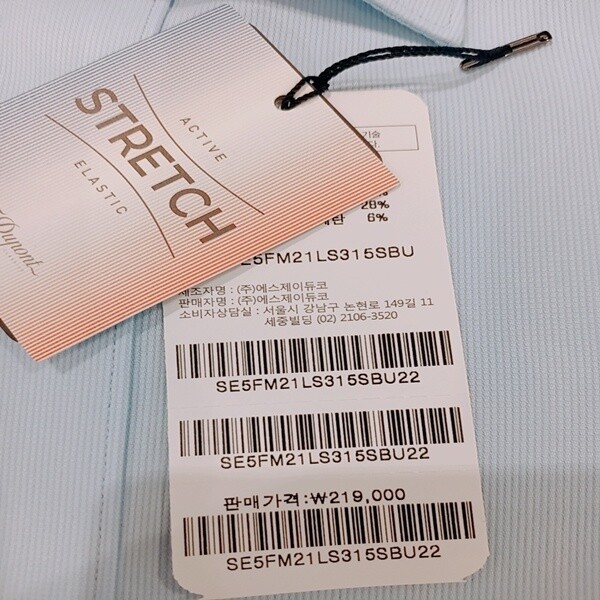 ACTIVE
STRETCH
ELASTIC
Dupont
기술
28%
6%
SE5FM21LS315SBU
제조자명 : (주)에스제이듀코
판매자명 : (주)에스제이듀코
소비자상담실 : 서울시 강남구 논현로 149길 11
세중빌딩 (02) 2106-3520
SE5FM21LS315SBU22
SE5FM21LS315SBU22
판매가격:₩219,000
SE5FM21LS315SBU22